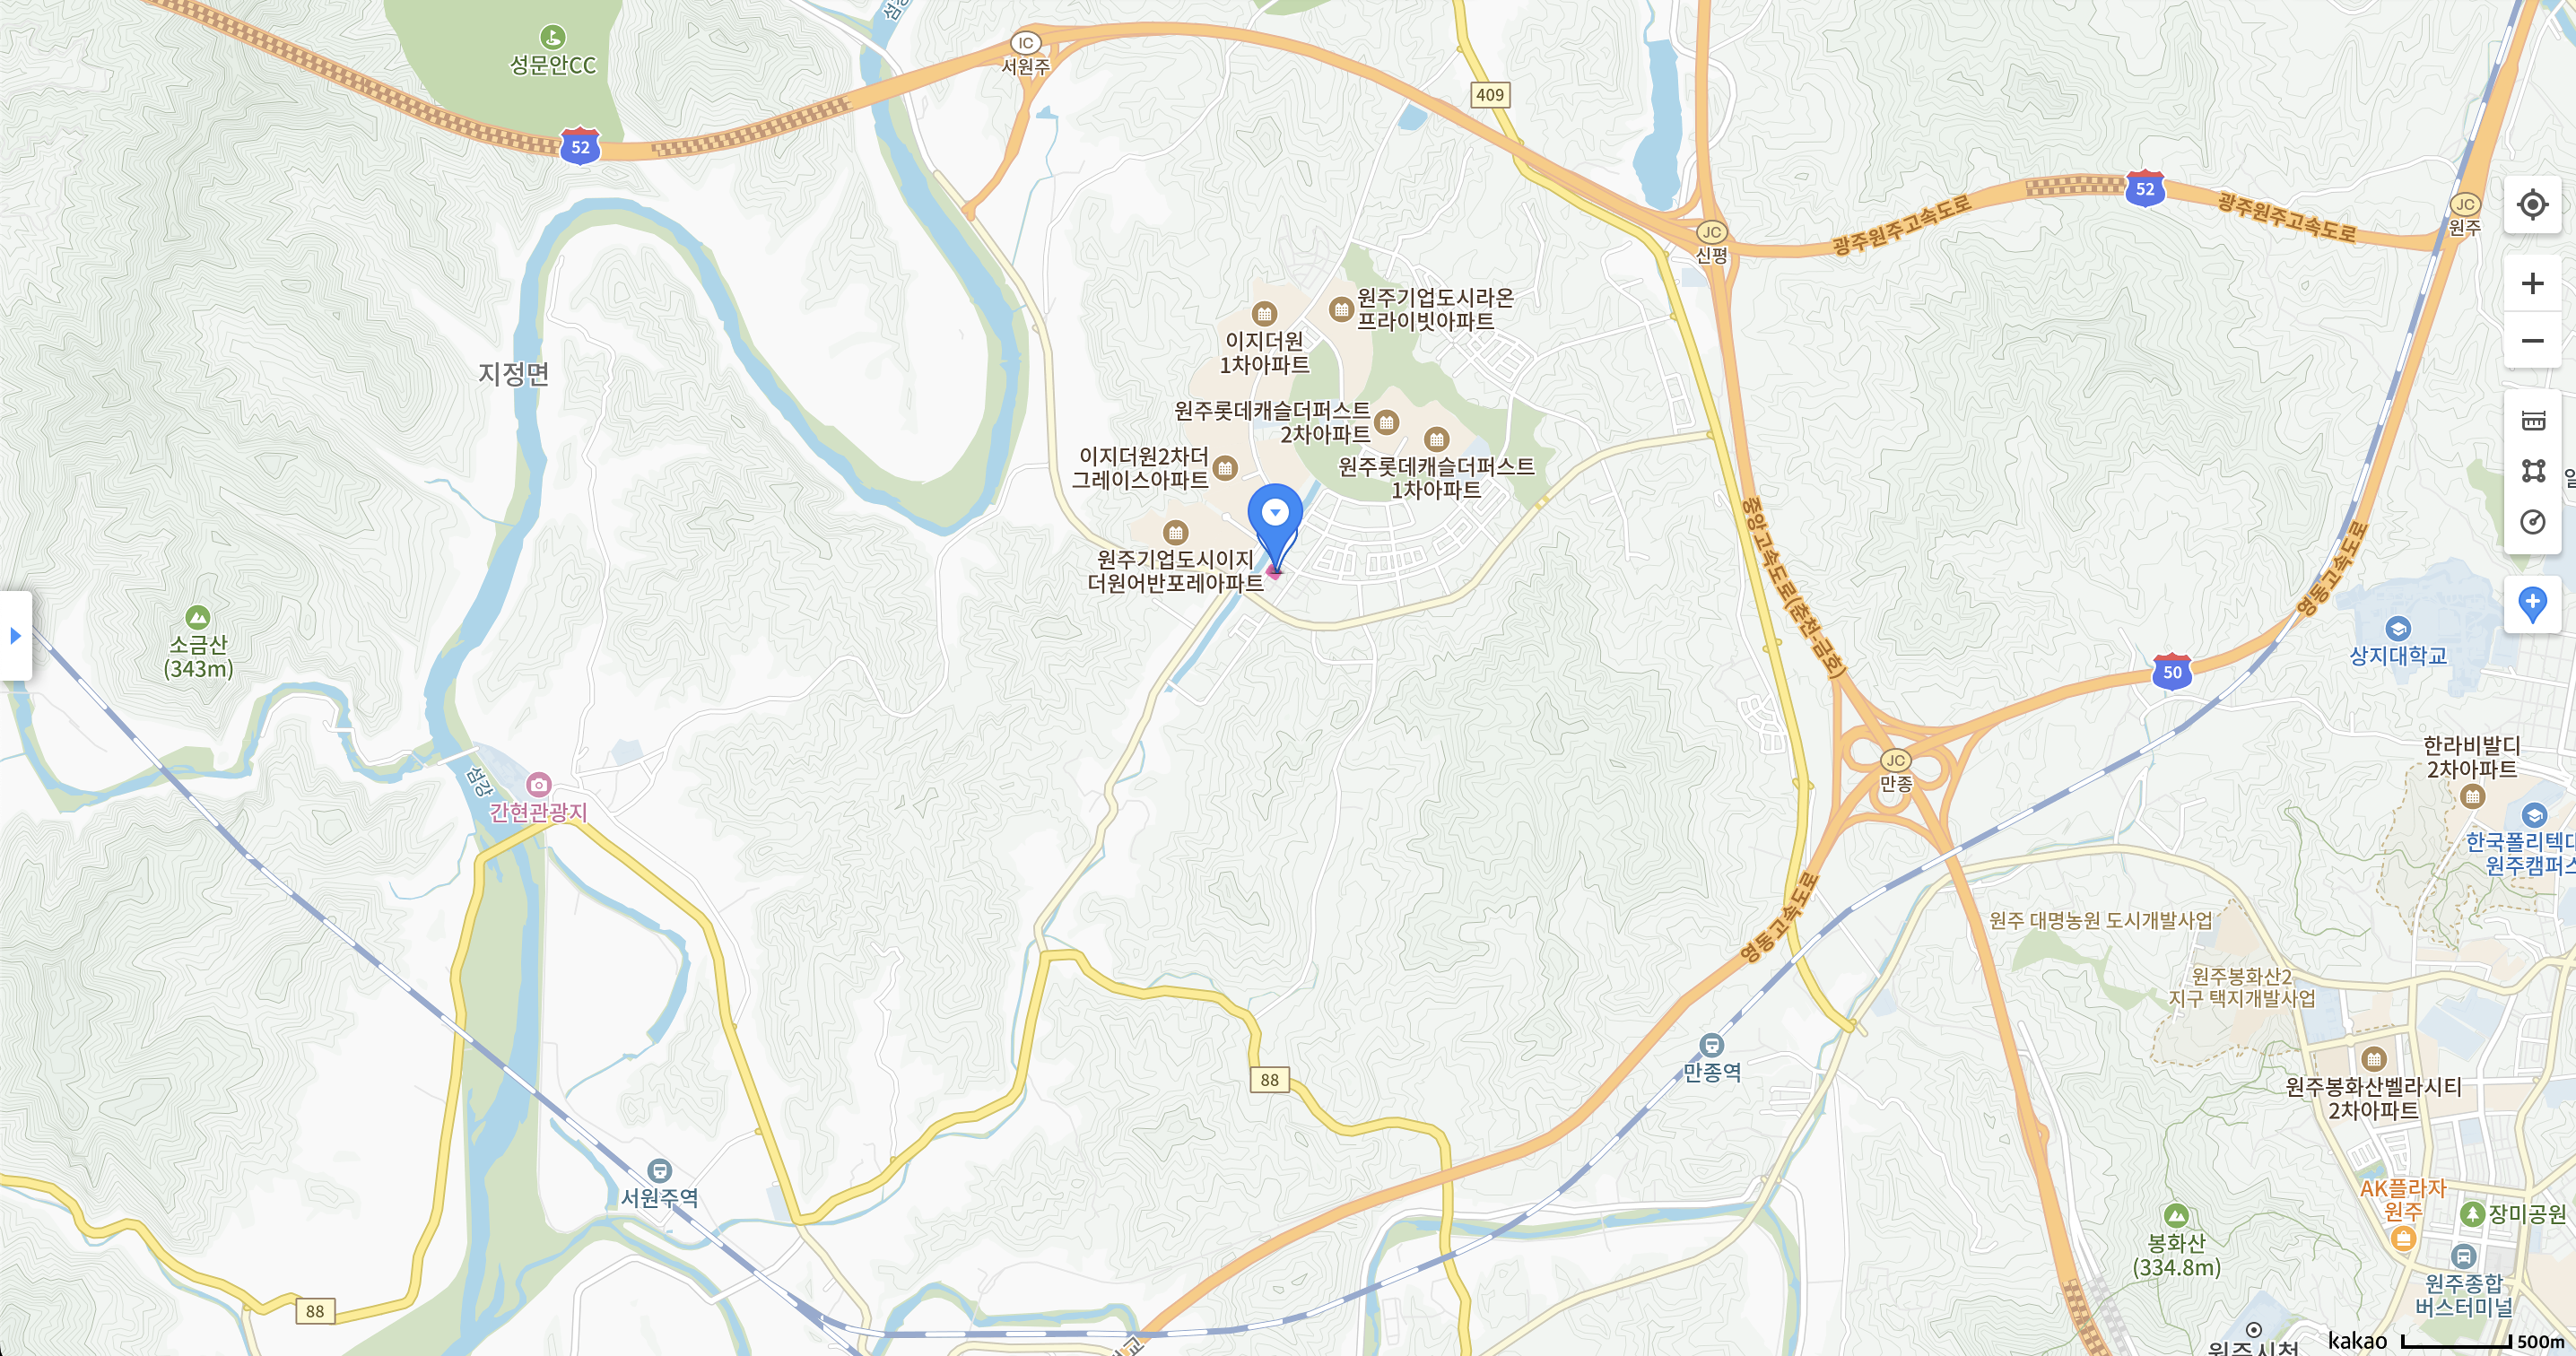 섬강
성문안CC
IC
서원주
409
52
52
광주원주고속도로
광주원주고속도로
JC
원주
JC
신평
원주기업도시라온
프라이빗아파트
이지더원
1차아파트
지정면
원주롯데캐슬더퍼스트
2차아파트
원주롯데캐슬더퍼스트
1차아파트
이지더원2차더
그레이스아파트
원주기업도시이지
더원어반포레아파트
중앙고속도로(춘천-금호)
영동고속도로
소금산
(343m)
상지대학교
50
섬강
간현관광지
JC
만종
한라비발디
2차아파트
한국폴리텍대
원주캠퍼스
영동고속도로
원주 대명농원 도시개발사업
원주봉화산2
지구 택지개발사업
만종역
88
원주봉화산벨라시티
2차아파트
서원주역
AK플라자
원주
장미공원
봉화산
(334.8m)
원주종합
버스터미널
88
원주시청
kakao
500m